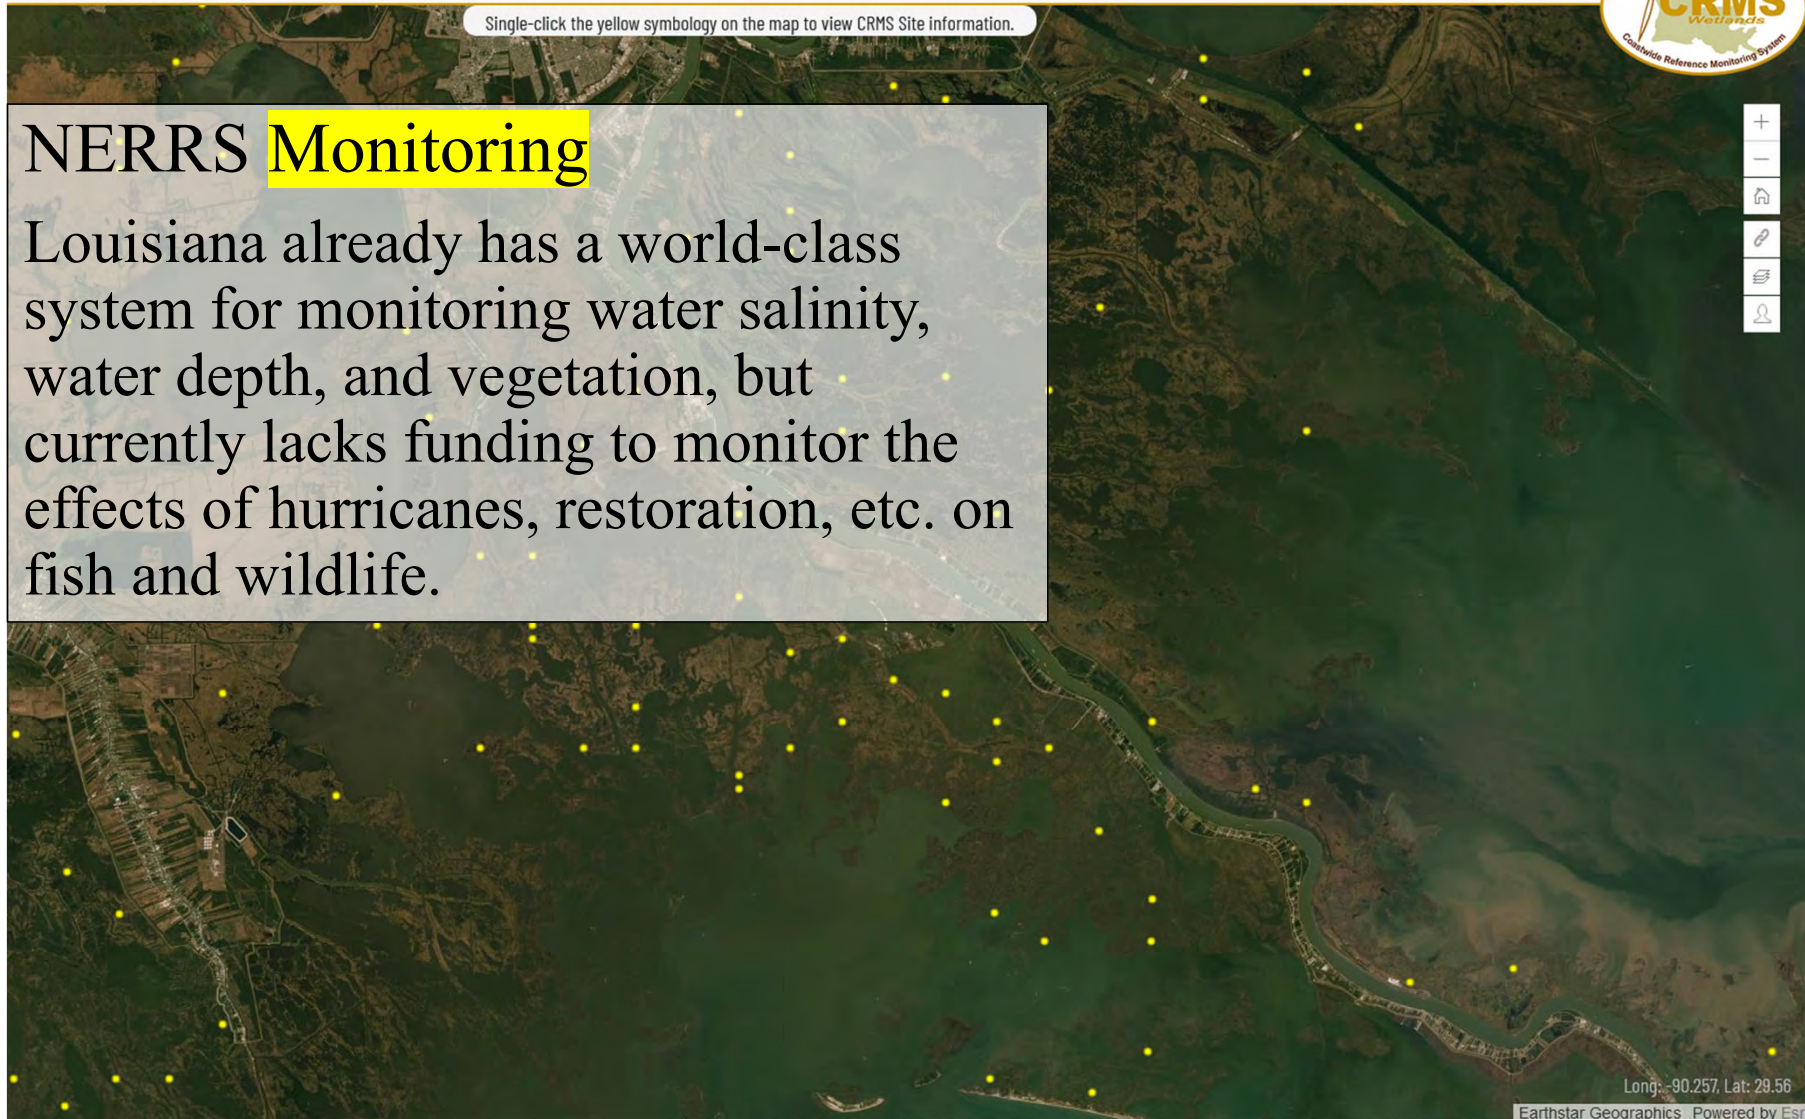 Single-click the yellow symbology on the map to view CRMS Site information.
CRMS
Wetlands
Coastwide Reference Monitoring System
NERRS Monitoring
Louisiana already has a world-class
system for monitoring water salinity,
water depth, and vegetation, but
currently lacks funding to monitor the
effects of hurricanes, restoration, etc. on
fish and wildlife.
Long: -90.257, Lat: 29.56
Earthstar Geographics Powered by Esri